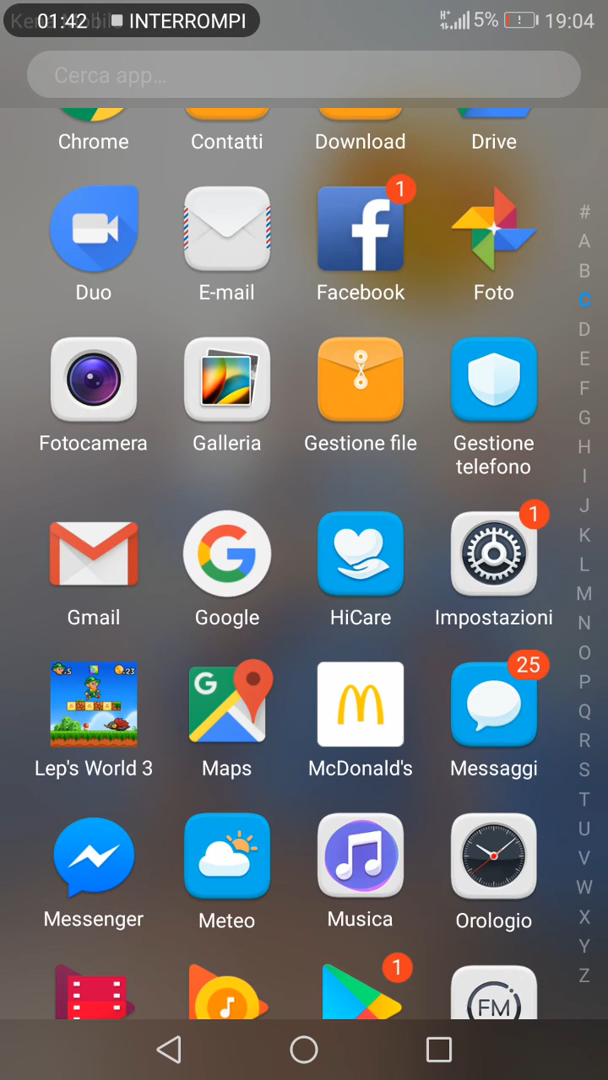 01:42 INTERROMPI 5% 19:04
Cerca app...
Chrome Contatti Download Drive
1
Duo E-mail Facebook Foto
Fotocamera Galleria Gestione file Gestione
telefono
1
Gmail Google HiCare Impostazioni
25
Lep's World 3 Maps McDonald's Messaggi
Messenger Meteo Musica Orologio
1
FM
#
A
B
C
D
E
F
G
H
I
J
K
L
M
N
O
P
Q
R
S
T
U
V
W
X
Y
Z